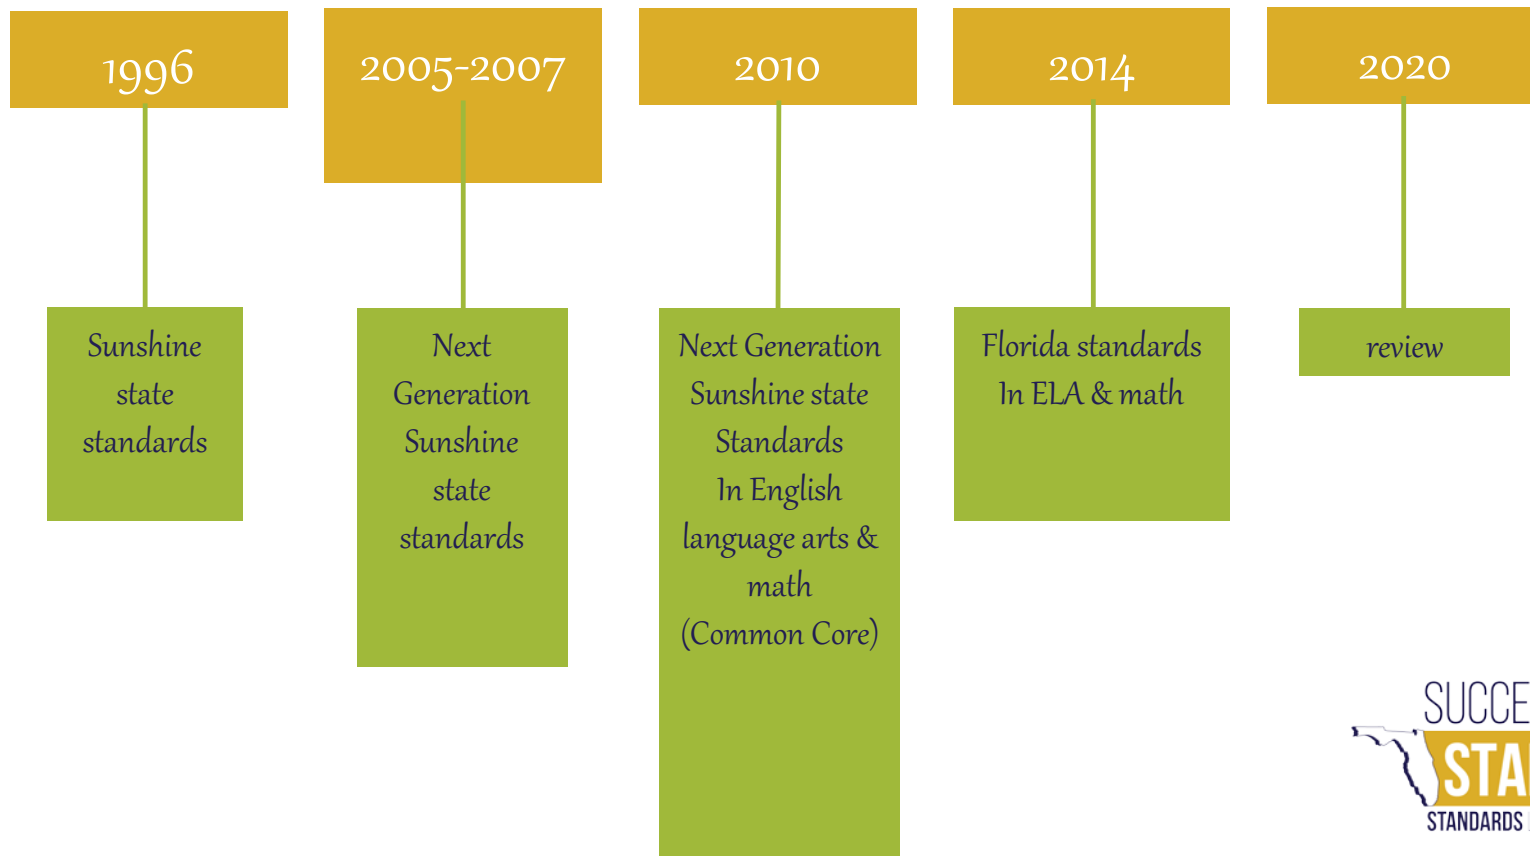 1996
Sunshine
state
standards
2005-2007
Next
Generation
Sunshine
state
standards
2010
Next Generation
Sunshine state
Standards
In English
language arts &
math
(Common Core)
2014
Florida standards
In ELA & math
2020
review
SUCCE
STA
STANDARDS